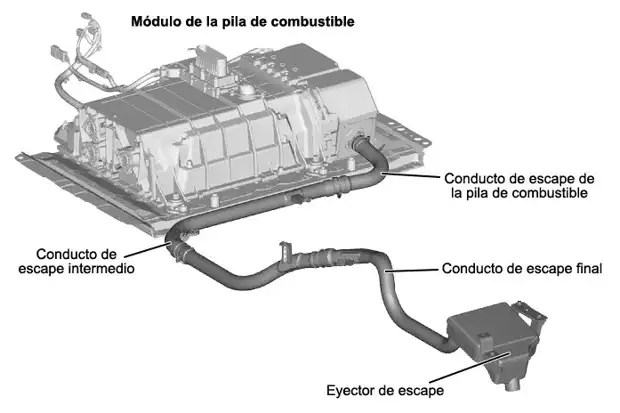 Módulo de la pila de combustible
Conducto de escape de
la pila de combustible
Conducto de
escape intermedio
Conducto de escape final
Eyector de escape